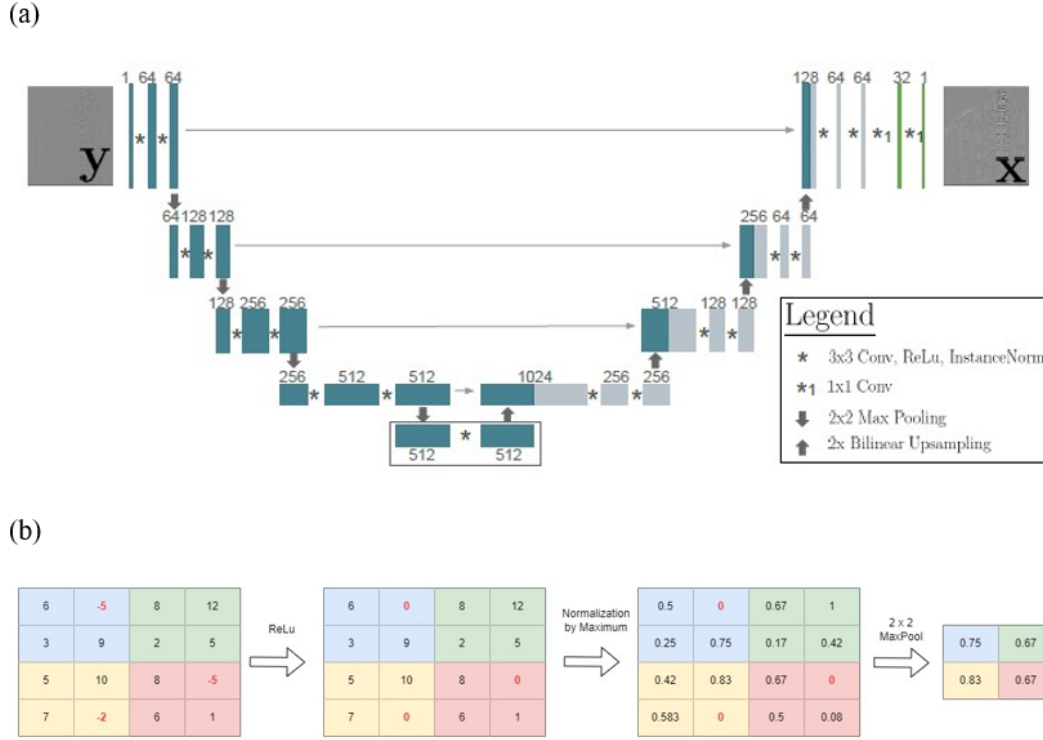 (a)
1 64 64
128 64 64 32 1
y
* *
* * *1 *1
x
64 128 128
256 64 64
* *
* *
128 256 256
512 128 128
* *
* *
256 512 512 1024 256 256
* * * *
*
512 512
Legend
* 3x3 Conv, ReLu, InstanceNorm
*1 1x1 Conv
2x2 Max Pooling
2x Bilinear Upsampling
(b)
6 -5 8 12
3 9 2 5
5 10 8 -5
7 -2 6 1
ReLu
6 0 8 12
3 9 2 5
5 10 8 0
7 0 6 1
Normalization
by Maximum
0.5 0 0.67 1
0.25 0.75 0.17 0.42
0.42 0.83 0.67 0
0.583 0 0.5 0.08
2 x 2
MaxPool
0.75 0.67
0.83 0.67